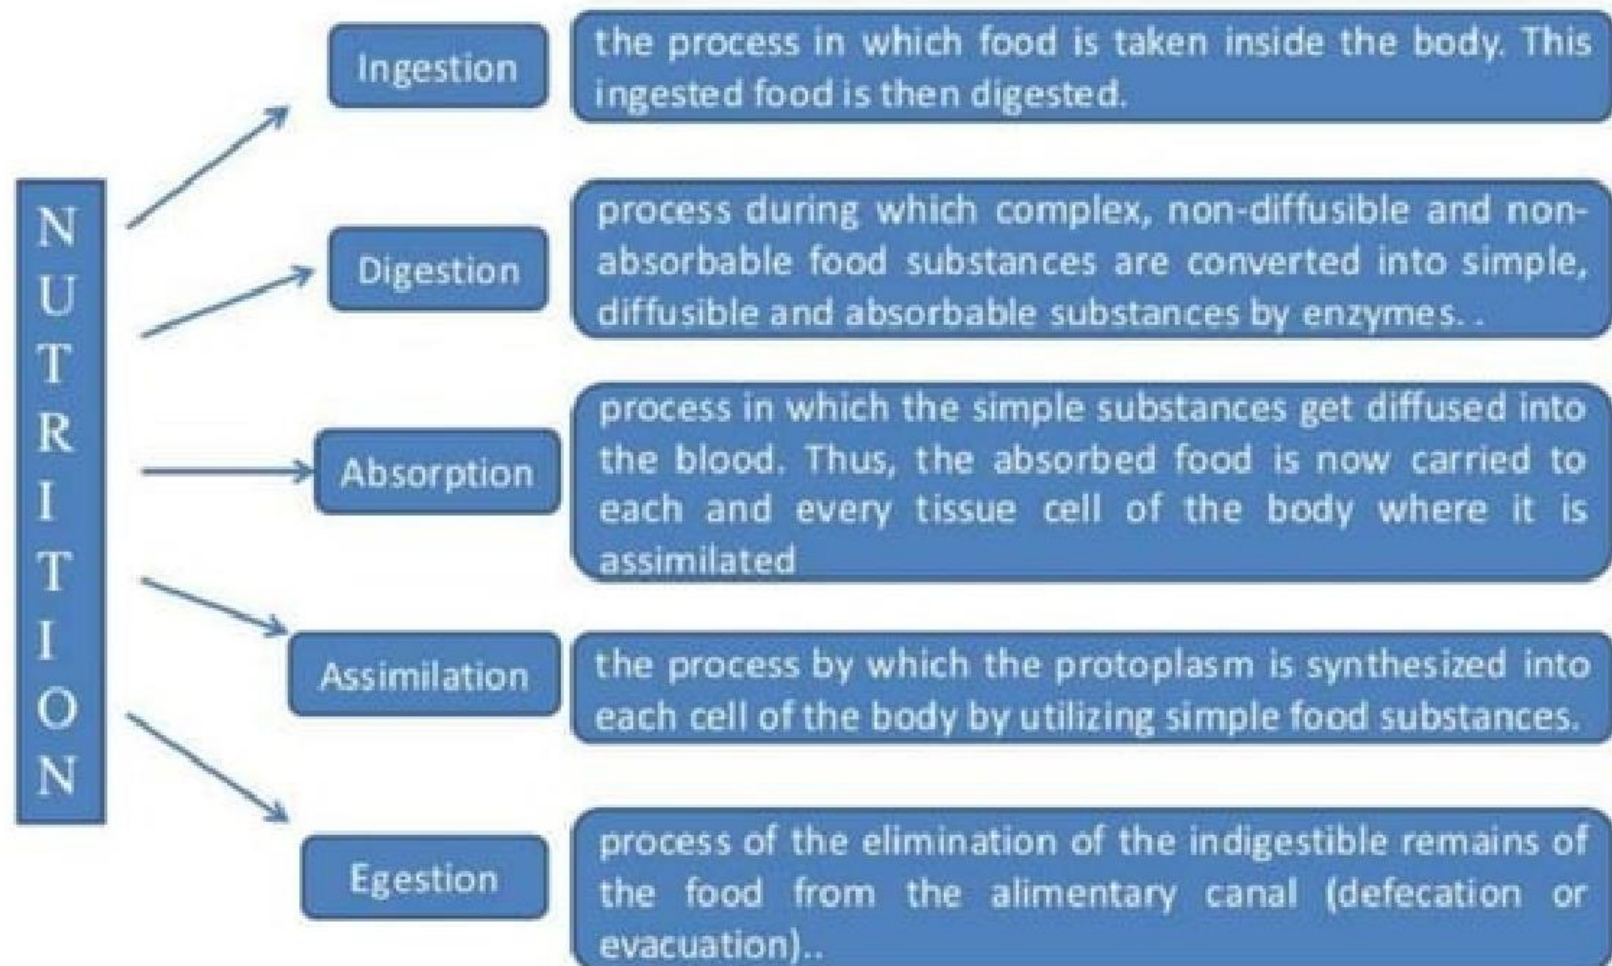 NUTRITION
Ingestion
the process in which food is taken inside the body. This
ingested food is then digested.
Digestion
process during which complex, non-diffusible and non-
absorbable food substances are converted into simple,
diffusible and absorbable substances by enzymes. .
Absorption
process in which the simple substances get diffused into
the blood. Thus, the absorbed food is now carried to
each and every tissue cell of the body where it is
assimilated
Assimilation
the process by which the protoplasm is synthesized into
each cell of the body by utilizing simple food substances.
Egestion
process of the elimination of the indigestible remains of
the food from the alimentary canal (defecation or
evacuation)..